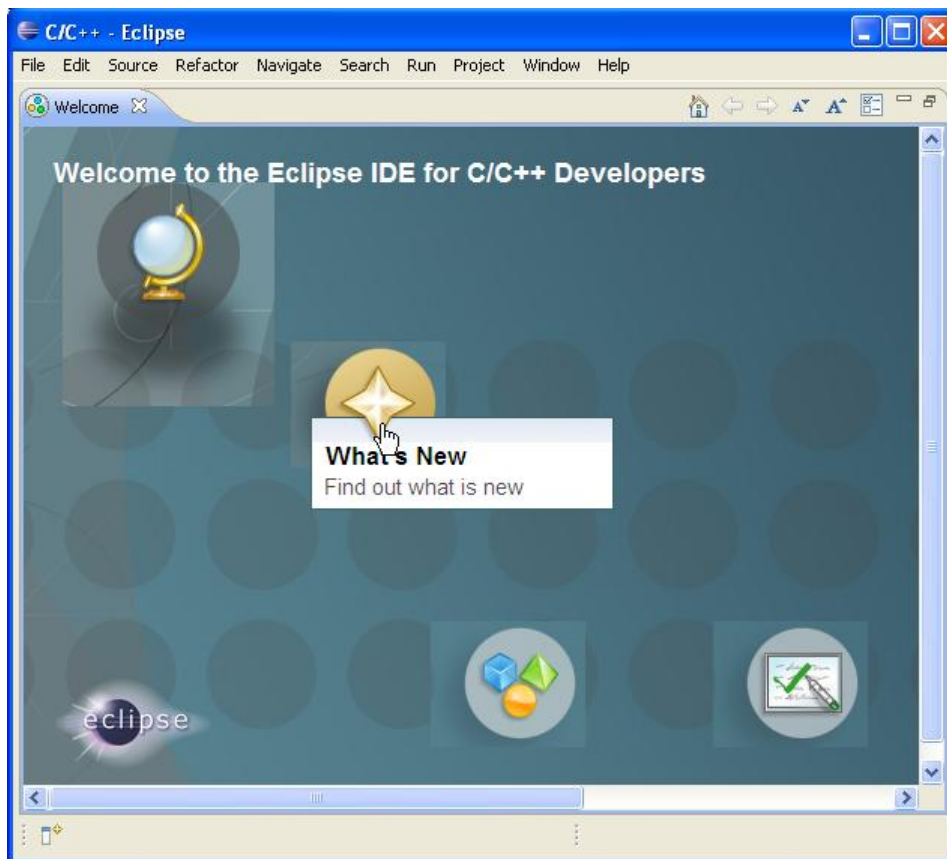 C/C++ - Eclipse
File Edit Source Refactor Navigate Search Run Project Window Help
Welcome
Welcome to the Eclipse IDE for C/C++ Developers
What's New
Find out what is new
eclipse